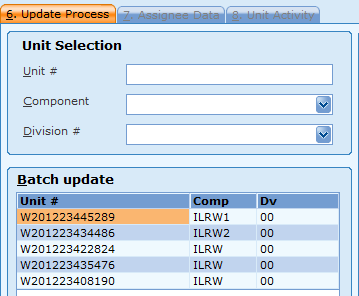 6. Update Process 7. Assignee Data 8. Unit Activity
Unit Selection
Unit #
Component
Division #
Batch update
Unit # Comp Dv
W201223445289 ILRW1 00
W201223434486 ILRW2 00
W201223422824 ILRW 00
W201223435476 ILRW 00
W201223408190 ILRW 00